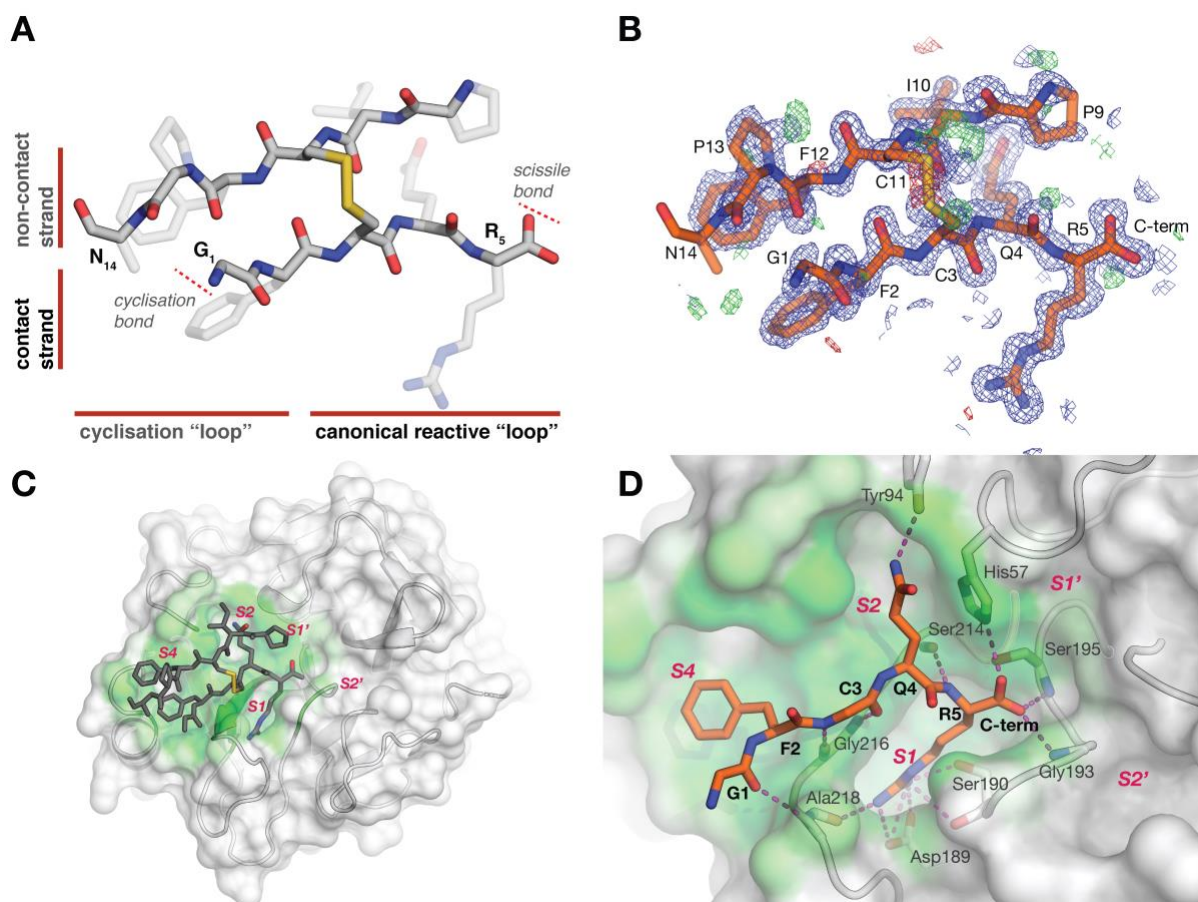 A
non-contact
strand
contact
strand
N14
G1
R5
scissile
bond
cyclisation
bond
cyclisation “loop”
canonical reactive “loop”
B
I10
P9
P13
F12
C11
N14
G1
F2
C3
Q4
R5
C-term
C
S2
S1’
S4
S2’
S1
D
Tyr94
His57
S1’
S2
Ser214
Ser195
S4
C3
Q4
R5
C-term
F2
Gly216
S1
Gly193
G1
Ala218
Ser190
S2’
Asp189